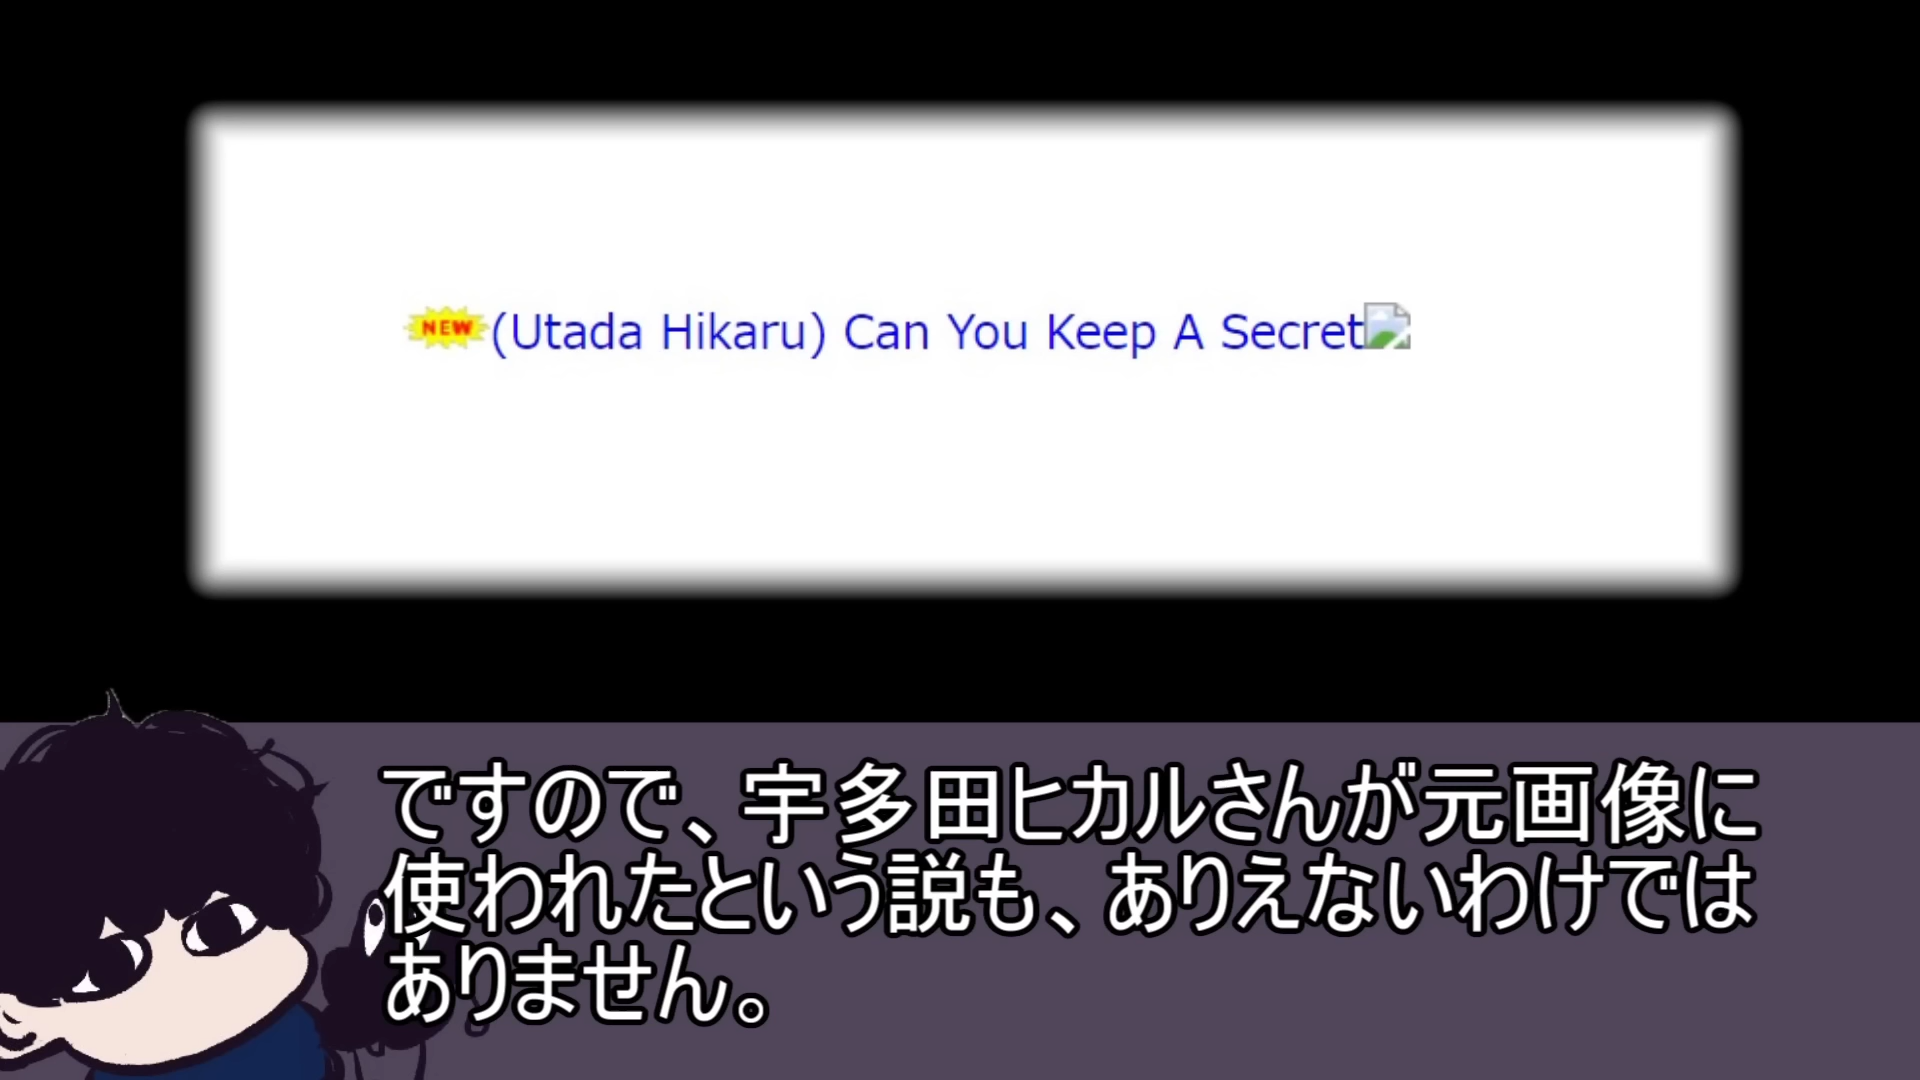 NEW (Utada Hikaru) Can You Keep A Secret
ですので、宇多田ヒカルさんが元画像に
使われたという説も、ありえないわけでは
ありません。